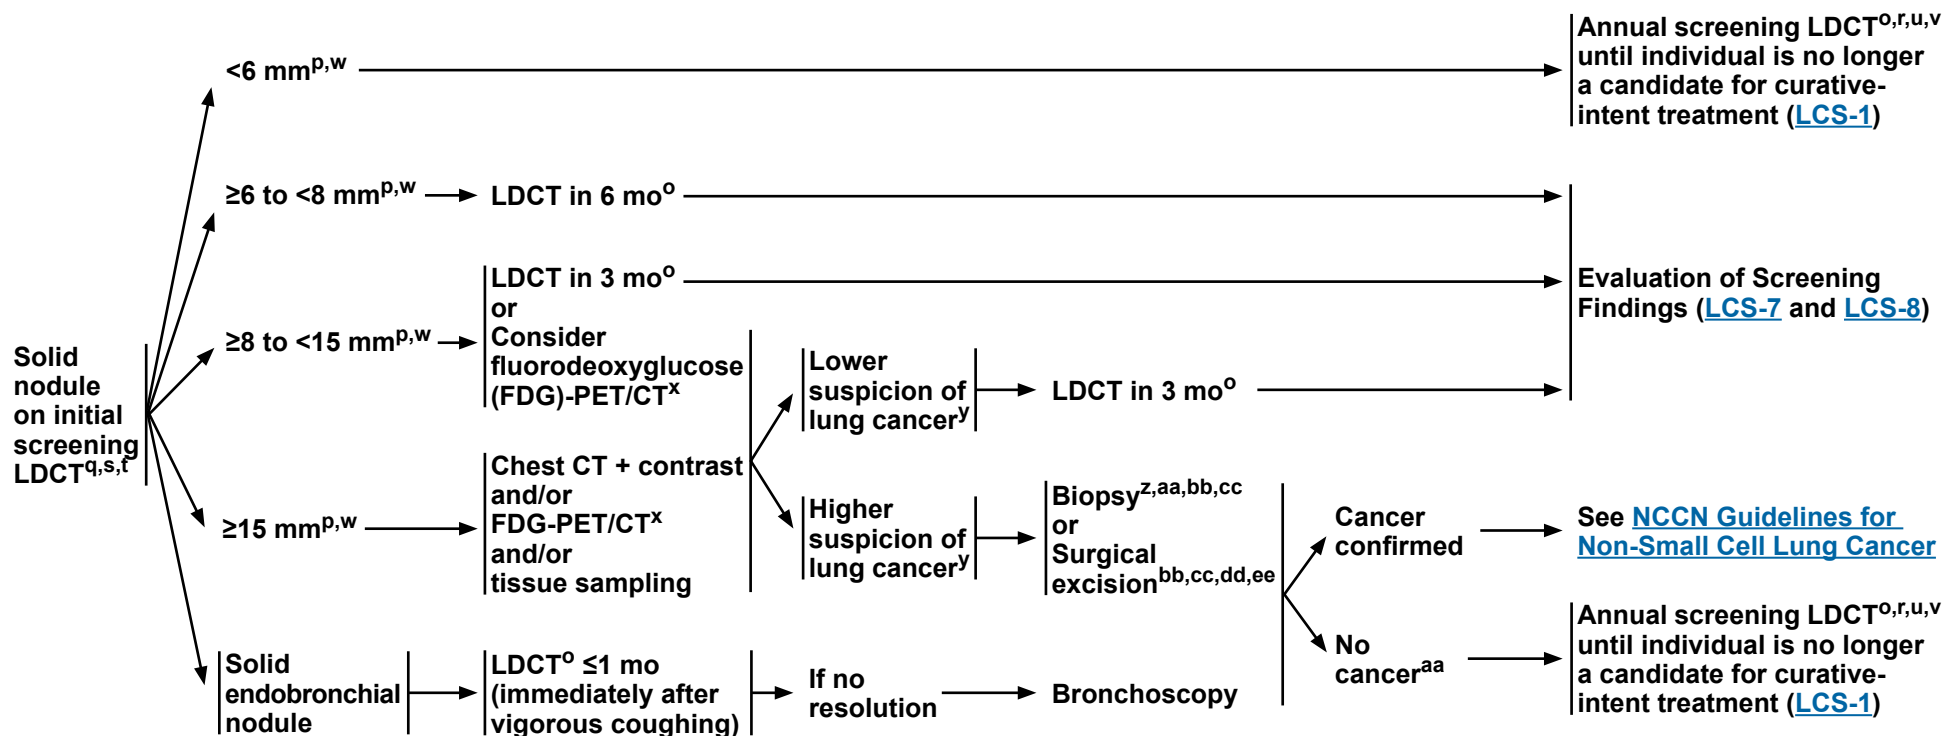 Solid
nodule
on initial
screening
LDCTq,s,t
<6 mmp,w
Annual screening LDCTo,r,u,v
until individual is no longer
a candidate for curative-
intent treatment (LCS-1)
≥6 to <8 mmp,w
LDCT in 6 moo
≥8 to <15 mmp,w
LDCT in 3 moo
or
Consider
fluorodeoxyglucose
(FDG)-PET/CTx
Evaluation of Screening
Findings (LCS-7 and LCS-8)
Lower
suspicion of
lung cancery
LDCT in 3 moo
≥15 mmp,w
Chest CT + contrast
and/or
FDG-PET/CTx
and/or
tissue sampling
Higher
suspicion of
lung cancery
Biopsyz,aa,bb,cc
or
Surgical
excisionbb,cc,dd,ee
Cancer
confirmed
See NCCN Guidelines for
Non-Small Cell Lung Cancer
Solid
endobronchial
nodule
LDCTo ≤1 mo
(immediately after
vigorous coughing)
If no
resolution
Bronchoscopy
No
canceraa
Annual screening LDCTo,r,u,v
until individual is no longer
a candidate for curative-
intent treatment (LCS-1)